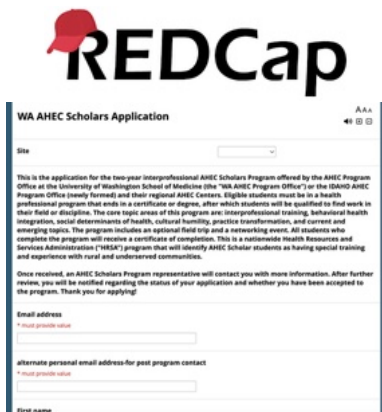 REDCap
WA AHEC Scholars Application
AAA
Site
This is the application for the two-year interprofessional AHEC Scholars Program offered by the AHEC Program
Office at the University of Washington School of Medicine (the "WA AHEC Program Office") or the IDAHO AHEC
Program Office (newly formed) and their regional AHEC Centers. Eligible students must be in a health
professional program that ends in a certificate or degree, after which students will be qualified to find work in
their field or discipline. The core topic areas of this program are: interprofessional training, behavioral health
integration, social determinants of health, cultural humility, practice transformation, and current and
emerging topics. The program includes an optional field trip and a networking event. All students who
complete the program will receive a certificate of completion. This is a nationwide Health Resources and
Services Administration ("HRSA") program that will identify AHEC Scholar students as having special training
and experience with rural and underserved communities.
Once received, an AHEC Scholars Program representative will contact you with more information. After further
review, you will be notified regarding the status of your application and whether you have been accepted to
the program. Thank you for applying!
Email address
* must provide value
alternate personal email address-for post program contact
* must provide value
First name